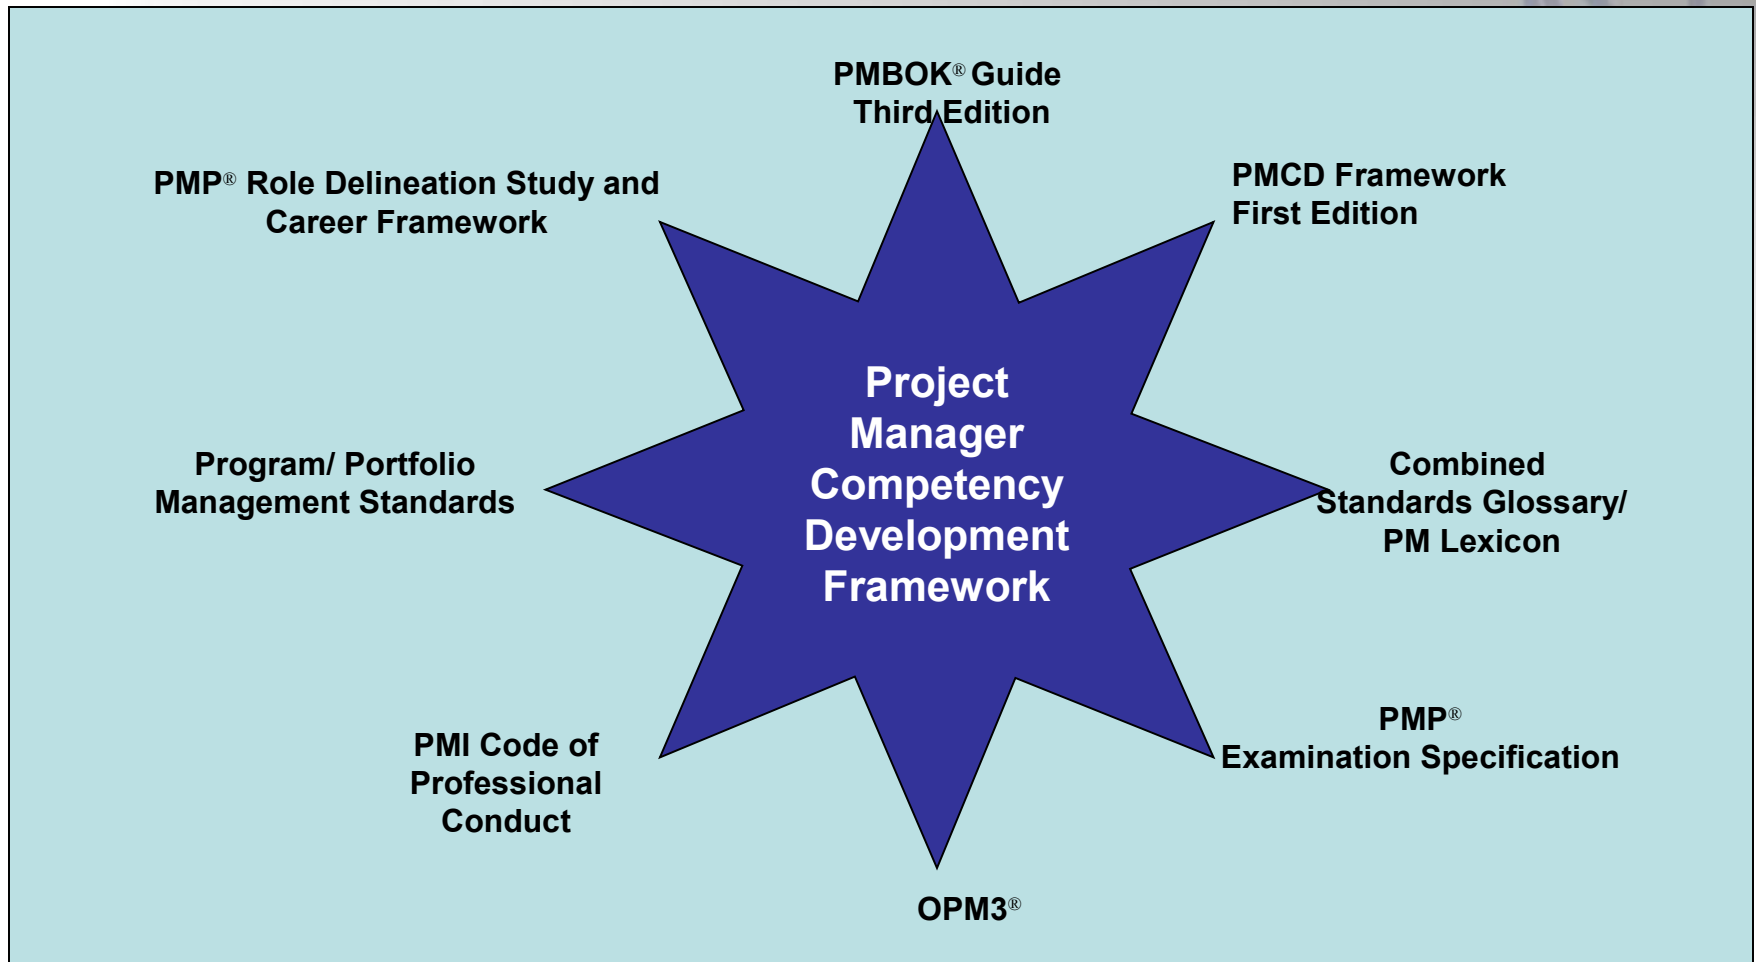 PMBOK® Guide
Third Edition
PMP® Role Delineation Study and
Career Framework
PMCD Framework
First Edition
Project
Manager
Competency
Development
Framework
Program/ Portfolio
Management Standards
Combined
Standards Glossary/
PM Lexicon
PMI Code of
Professional
Conduct
PMP®
Examination Specification
OPM3®